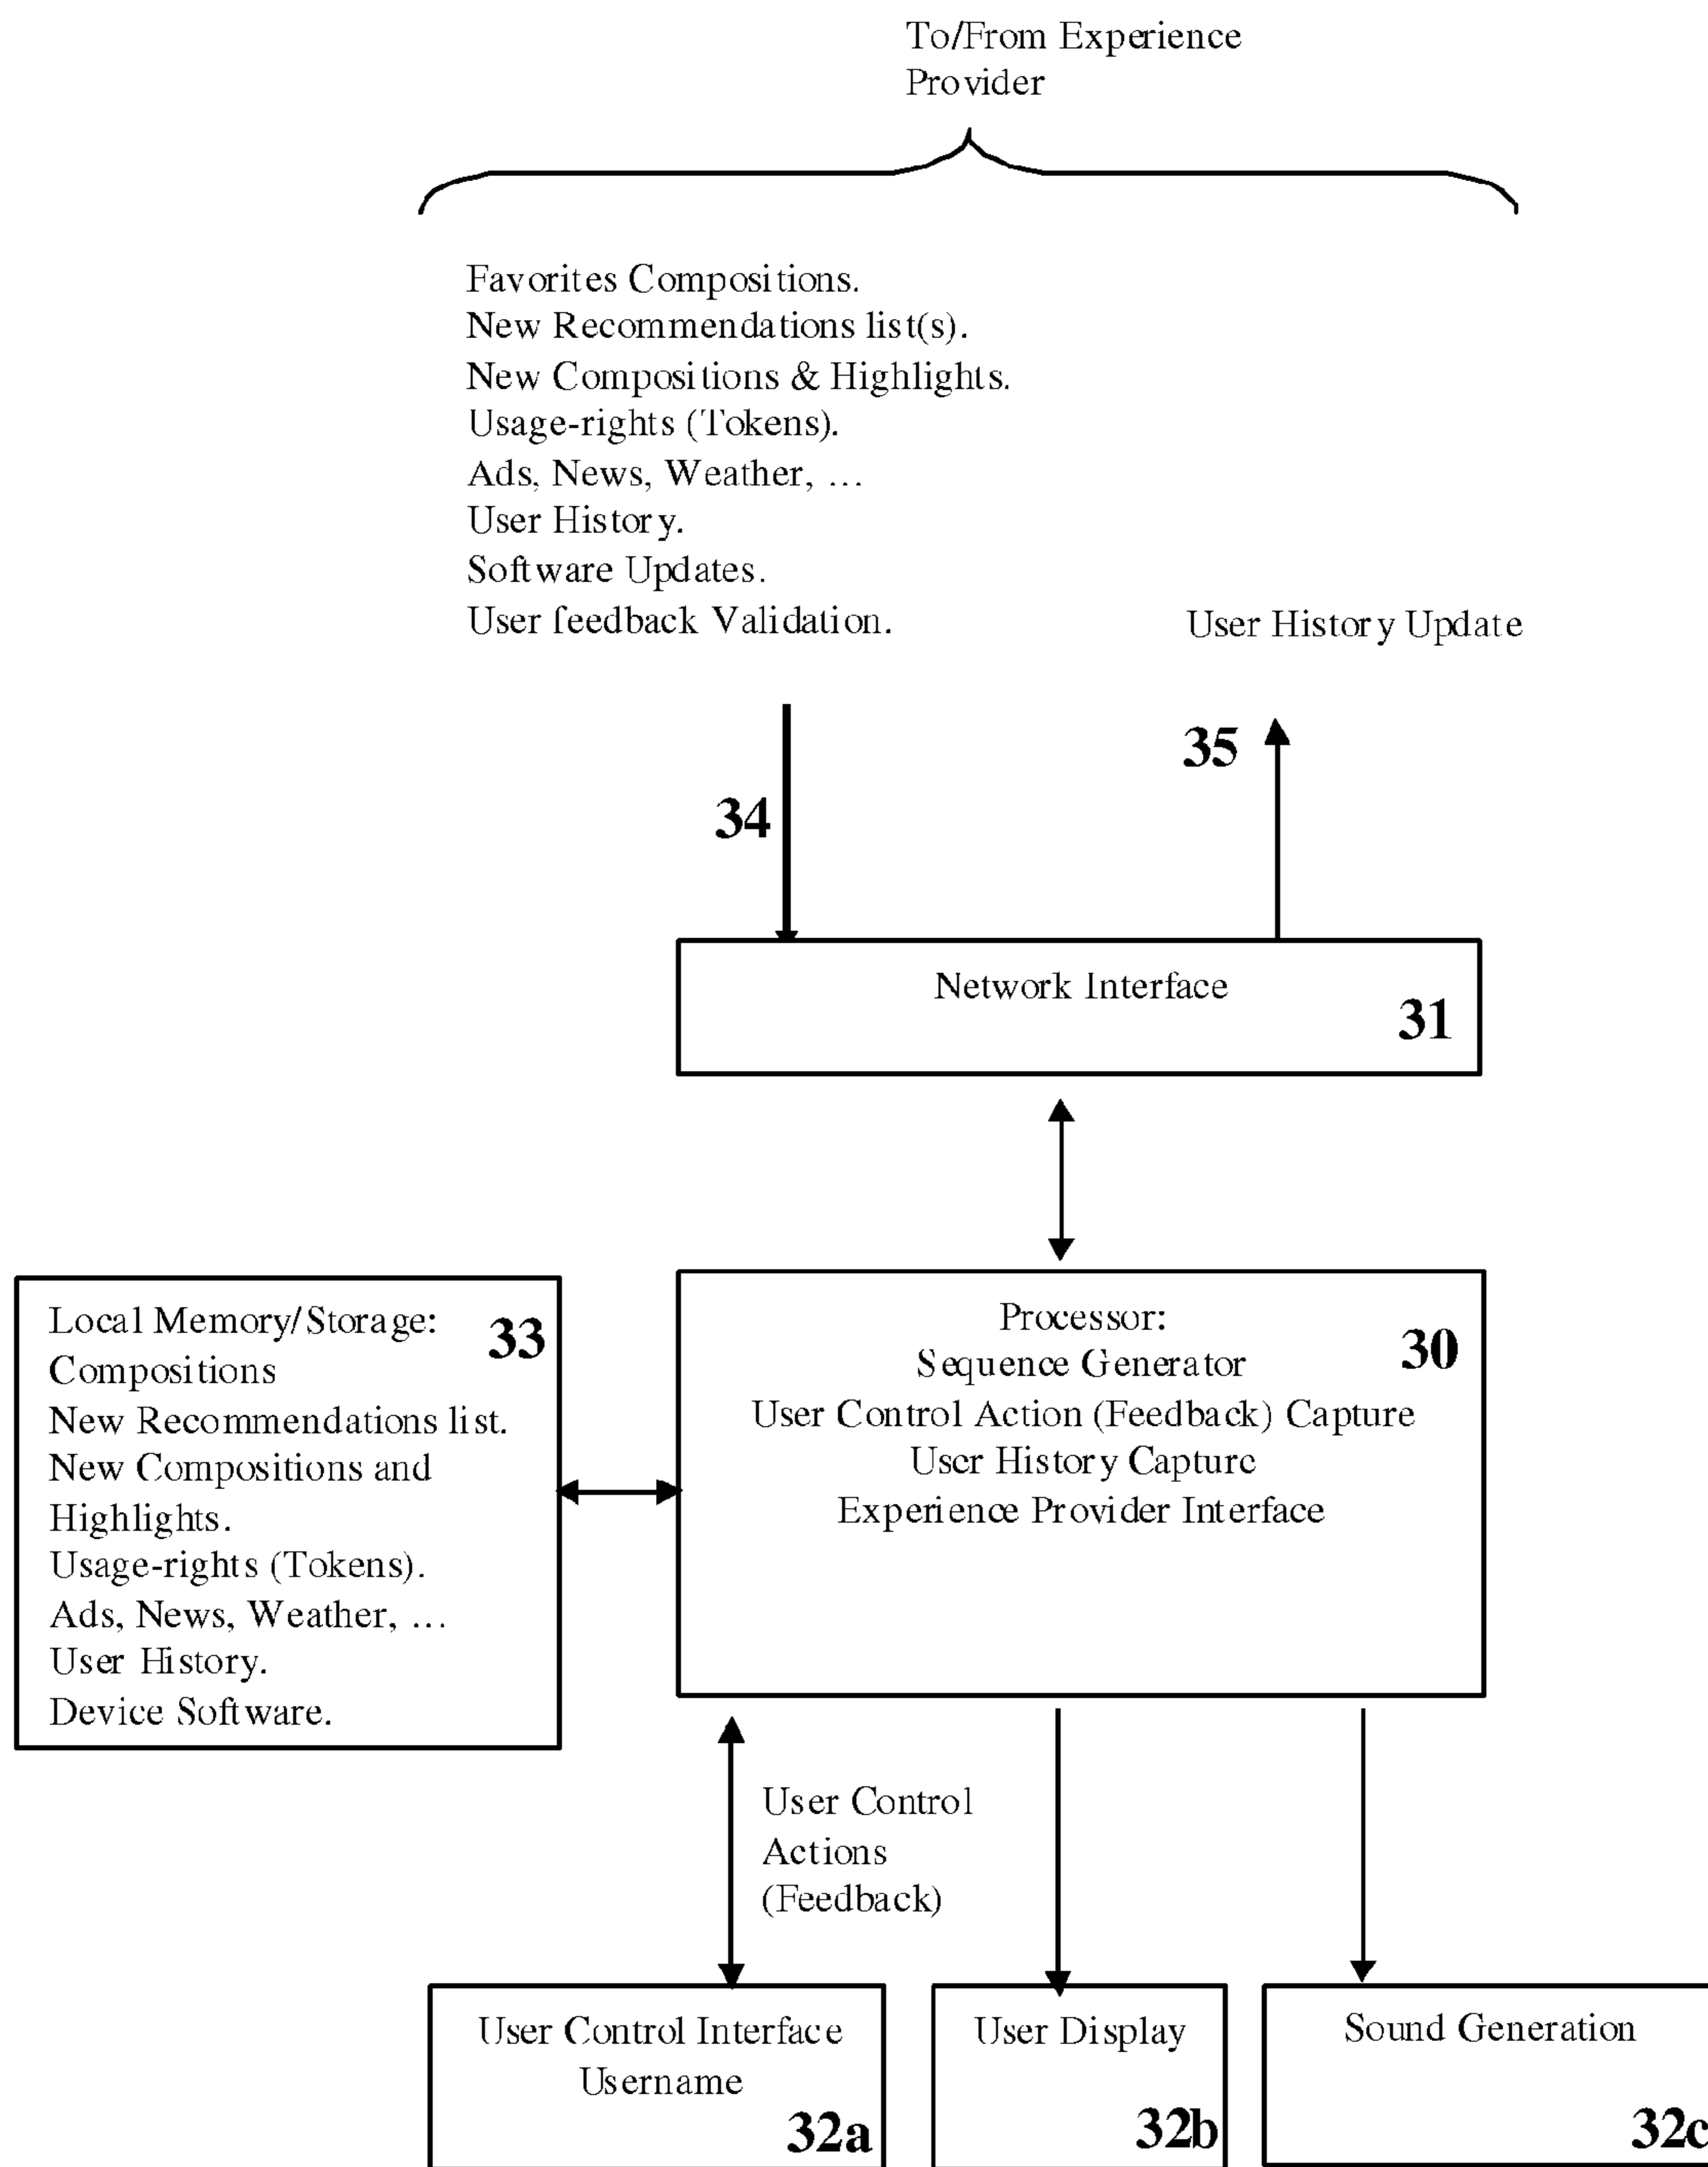 To/From Experience
Provider
Favorites Compositions.
New Recommendations list(s).
New Compositions & Highlights.
Usage-rights (Tokens).
Ads, News, Weather, ...
User History.
Software Updates.
User feedback Validation.
User History Update
35
34
Network Interface
31
Local Memory/Storage:
33
Compositions
New Recommendations list.
New Compositions and
Highlights.
Usage-rights (Tokens).
Ads, News, Weather, ...
User History.
Device Software.
Processor:
30
Sequence Generator
User Control Action (Feedback) Capture
User History Capture
Experience Provider Interface
User Control
Actions
(Feedback)
User Control Interface
Username
32a
User Display
32b
Sound Generation
32c